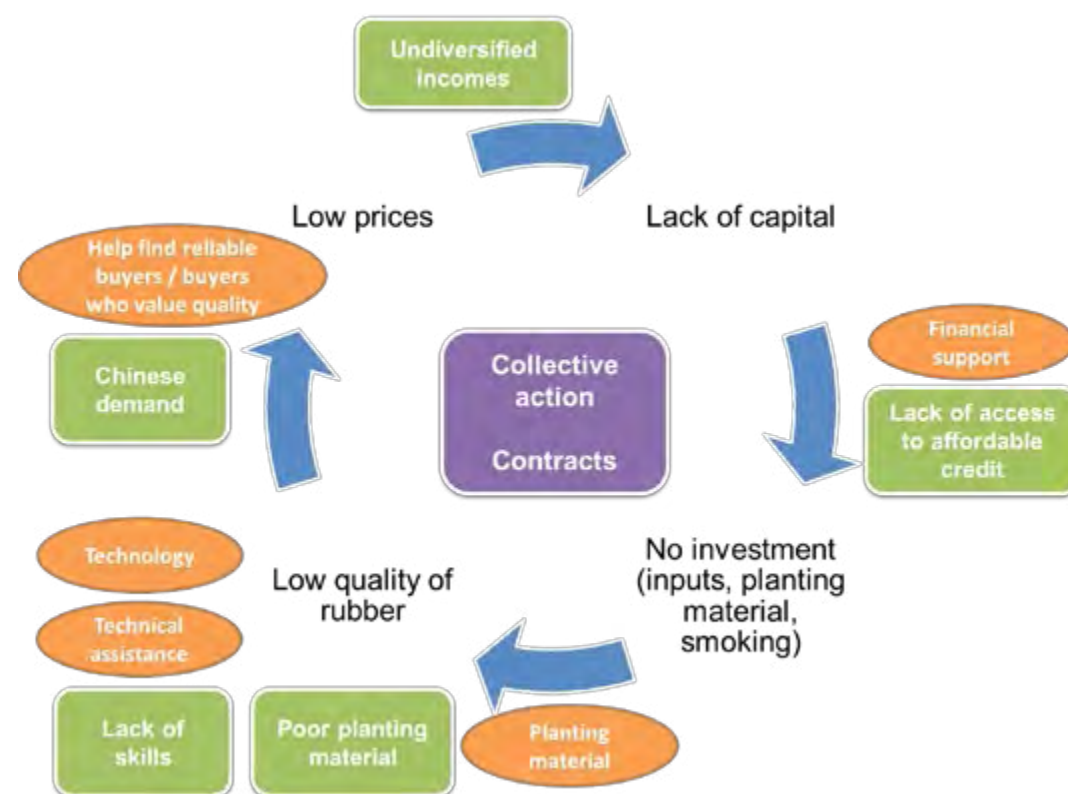 Undiversified
incomes
Low prices
Lack of capital
Help find reliable
buyers / buyers
who value quality
Chinese
demand
Collective
action
Contracts
Financial
support
Lack of access
to affordable
credit
Technology
Technical
assistance
Low quality of
rubber
No investment
(inputs, planting
material,
smoking)
Lack of
skills
Poor planting
material
Planting
material